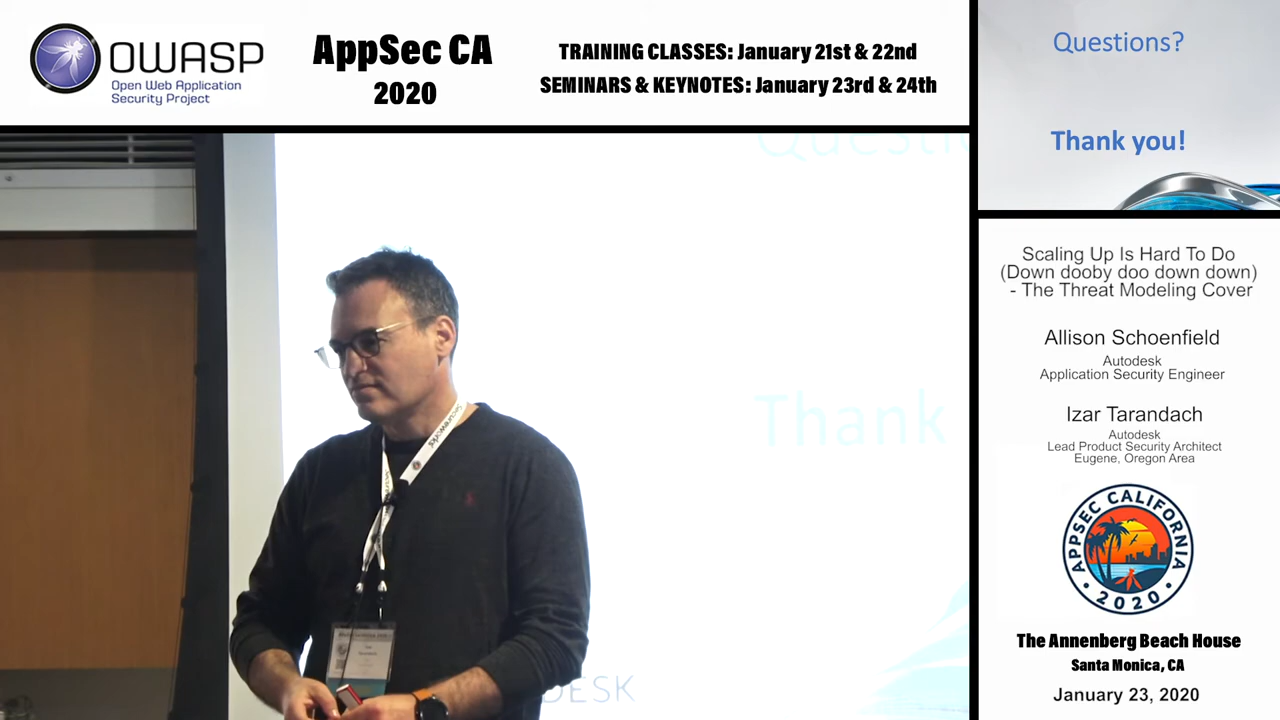 OWASP
Open Web Application
Security Project
AppSec CA
2020
TRAINING CLASSES: January 21st & 22nd
SEMINARS & KEYNOTES: January 23rd & 24th
Questions?
Thank you!
Questio
Thank
DESK
Secureworks
Scaling Up Is Hard To Do
(Down dooby doo down down)
- The Threat Modeling Cover
Allison Schoenfield
Autodesk
Application Security Engineer
Izar Tarandach
Autodesk
Lead Product Security Architect
Eugene, Oregon Area
APPSEC CALIFORNIA
• 2020 •
The Annenberg Beach House
Santa Monica, CA
January 23, 2020